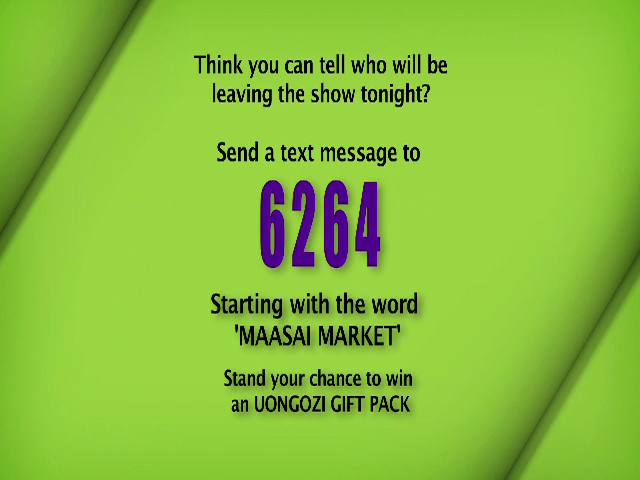 Think you can tell who will be
leaving the show tonight?
Send a text message to
6264
Starting with the word
'MAASAI MARKET'
Stand your chance to win
an UONGOZI GIFT PACK